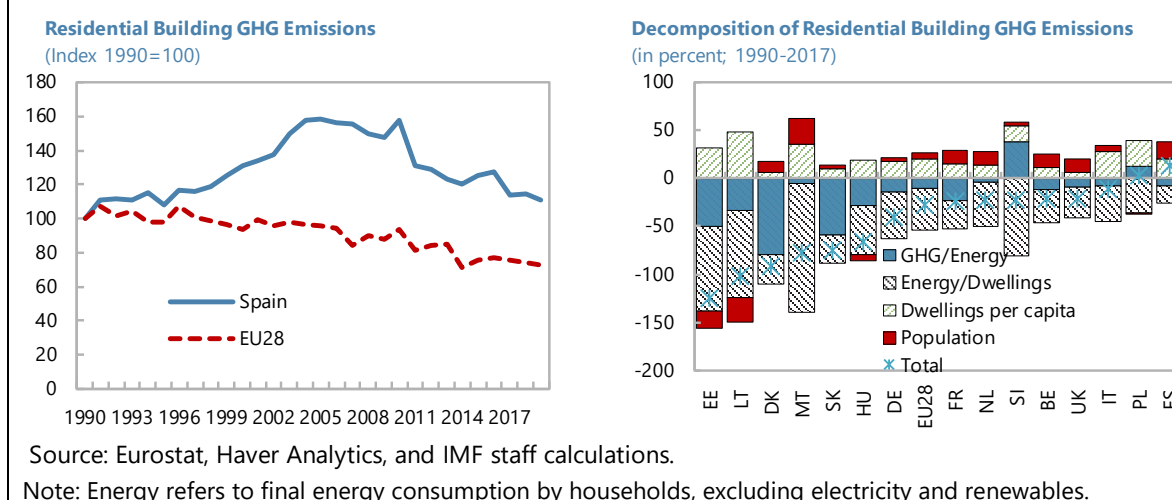 Residential Building GHG Emissions
(Index 1990=100)
180
160
140
120
100
80
60
40
20
0
Spain
EU28
1990 1993 1996 1999 2002 2005 2008 2011 2014 2017
Decomposition of Residential Building GHG Emissions
(in percent; 1990-2017)
100
50
0
-50
-100
-150
-200
GHG/Energy
Energy/Dwellings
Dwellings per capita
Population
Total
EE LT DK MT SK HU DE EU28 FR NL SI BE UK IT PL ES
Source: Eurostat, Haver Analytics, and IMF staff calculations.
Note: Energy refers to final energy consumption by households, excluding electricity and renewables.